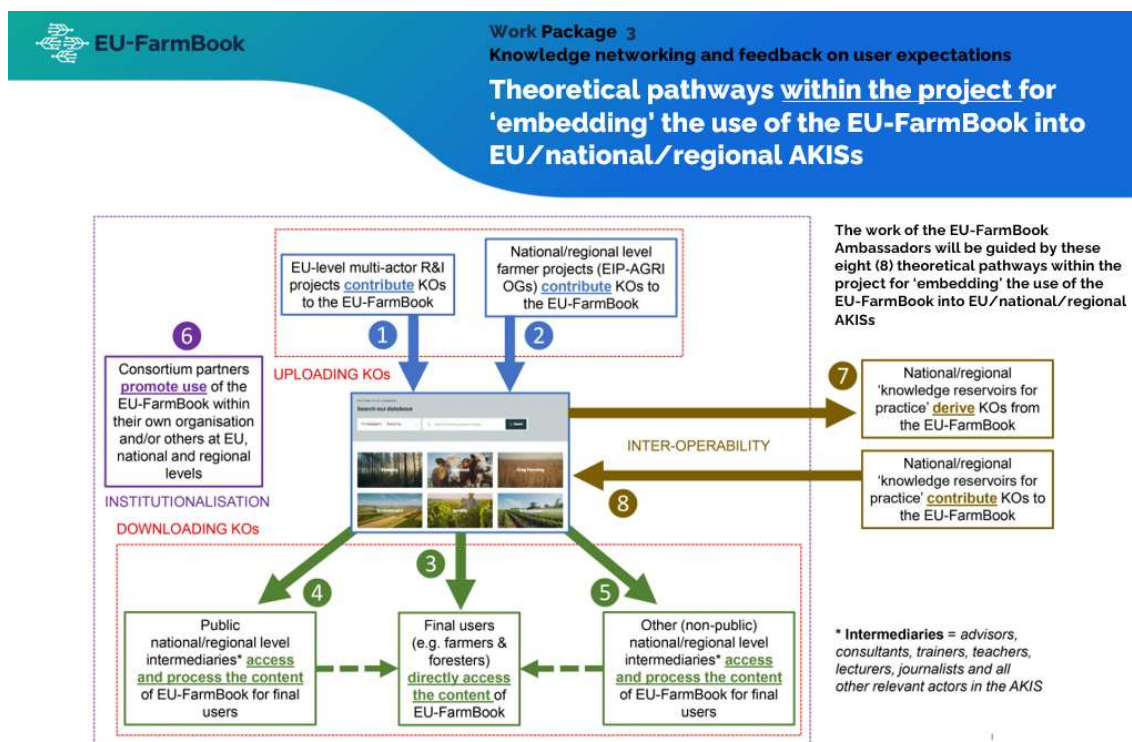 EU-FarmBook
Work Package 3
Knowledge networking and feedback on user expectations
Theoretical pathways within the project for
‘embedding’ the use of the EU-FarmBook into
EU/national/regional AKISs
The work of the EU-FarmBook
Ambassadors will be guided by these
eight (8) theoretical pathways within the
project for ‘embedding’ the use of the
EU-FarmBook into EU/national/regional
AKISs
EU-level multi-actor R&I
projects contribute KOs
to the EU-FarmBook
National/regional level
farmer projects (EIP-AGRI
OGs) contribute KOs to
the EU-FarmBook
1
2
UPLOADING KOs
6
Consortium partners
promote use of the
EU-FarmBook within
their own organisation
and/or others at EU,
national and regional
levels
INSTITUTIONALISATION
Search our database
7
National/regional
‘knowledge reservoirs for
practice’ derive KOs from
the EU-FarmBook
INTER-OPERABILITY
National/regional
‘knowledge reservoirs for
practice’ contribute KOs to
the EU-FarmBook
8
DOWNLOADING KOs
4
3
5
Public
national/regional level
intermediaries* access
and process the content
of EU-FarmBook for final
users
Final users
(e.g. farmers &
foresters)
directly access
the content of
EU-FarmBook
Other (non-public)
national/regional level
intermediaries* access
and process the content
of EU-FarmBook for final
users
* Intermediaries = advisors,
consultants, trainers, teachers,
lecturers, journalists and all
other relevant actors in the AKIS